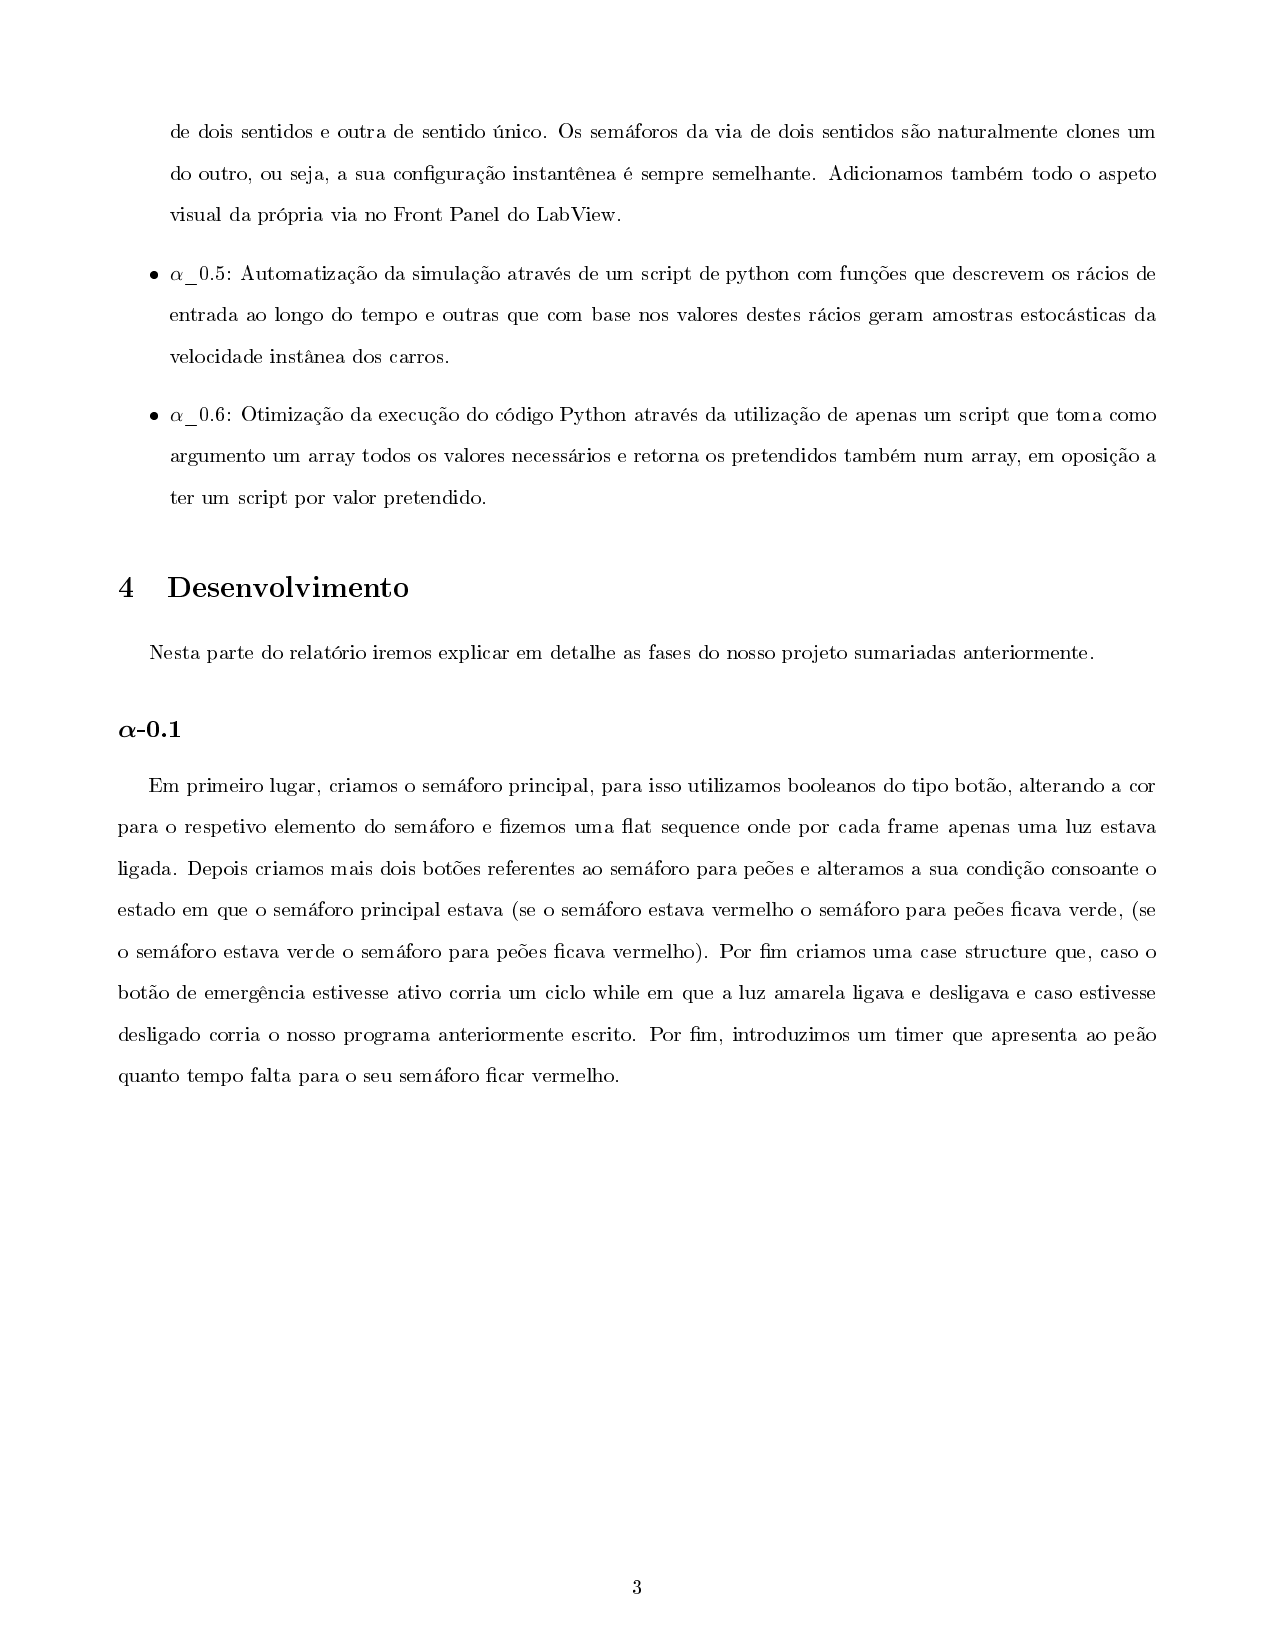 de dois sentidos e outra de sentido único. Os semáforos da via de dois sentidos são naturalmente clones um
do outro, ou seja, a sua configuração instantênea é sempre semelhante. Adicionamos também todo o aspeto
visual da própria via no Front Panel do LabView.
• α_0.5: Automatização da simulação através de um script de python com funções que descrevem os rácios de
entrada ao longo do tempo e outras que com base nos valores destes rácios geram amostras estocásticas da
velocidade instânea dos carros.
• α_0.6: Otimização da execução do código Python através da utilização de apenas um script que toma como
argumento um array todos os valores necessários e retorna os pretendidos também num array, em oposição a
ter um script por valor pretendido.
4 Desenvolvimento
Nesta parte do relatório iremos explicar em detalhe as fases do nosso projeto sumariadas anteriormente.
α-0.1
Em primeiro lugar, criamos o semáforo principal, para isso utilizamos booleanos do tipo botão, alterando a cor
para o respetivo elemento do semáforo e fizemos uma flat sequence onde por cada frame apenas uma luz estava
ligada. Depois criamos mais dois botões referentes ao semáforo para peões e alteramos a sua condição consoante o
estado em que o semáforo principal estava (se o semáforo estava vermelho o semáforo para peões ficava verde, (se
o semáforo estava verde o semáforo para peões ficava vermelho). Por fim criamos uma case structure que, caso o
botão de emergência estivesse ativo corria um ciclo while em que a luz amarela ligava e desligava e caso estivesse
desligado corria o nosso programa anteriormente escrito. Por fim, introduzimos um timer que apresenta ao peão
quanto tempo falta para o seu semáforo ficar vermelho.
3